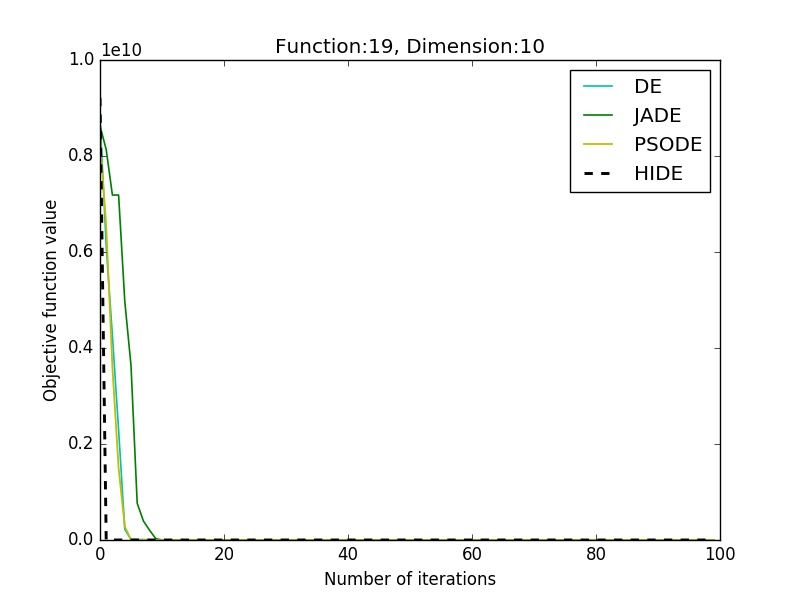 Function:19, Dimension:10
1e10
1.0
0.8
0.6
0.4
0.2
0.0
Objective function value
0 20 40 60 80 100
Number of iterations
DE
JADE
PSODE
HIDE